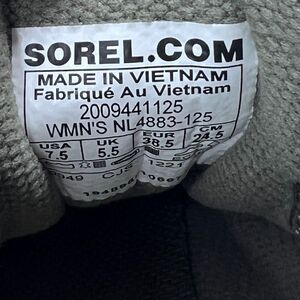 SOREL.COM
MADE IN VIETNAM
Fabriqué Au Vietnam
2009441125
WMN'S NL4883-125
USA UK EUR CM
7.5 5.5 38.5 24.5